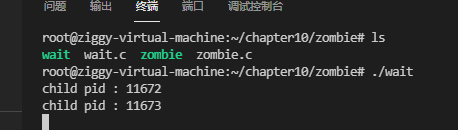 问题 输出 终端 端口 调试控制台
root@ziggy-virtual-machine:~/chapter10/zombie# ls
wait wait.c zombie zombie.c
root@ziggy-virtual-machine:~/chapter10/zombie# ./wait
child pid : 11672
child pid : 11673